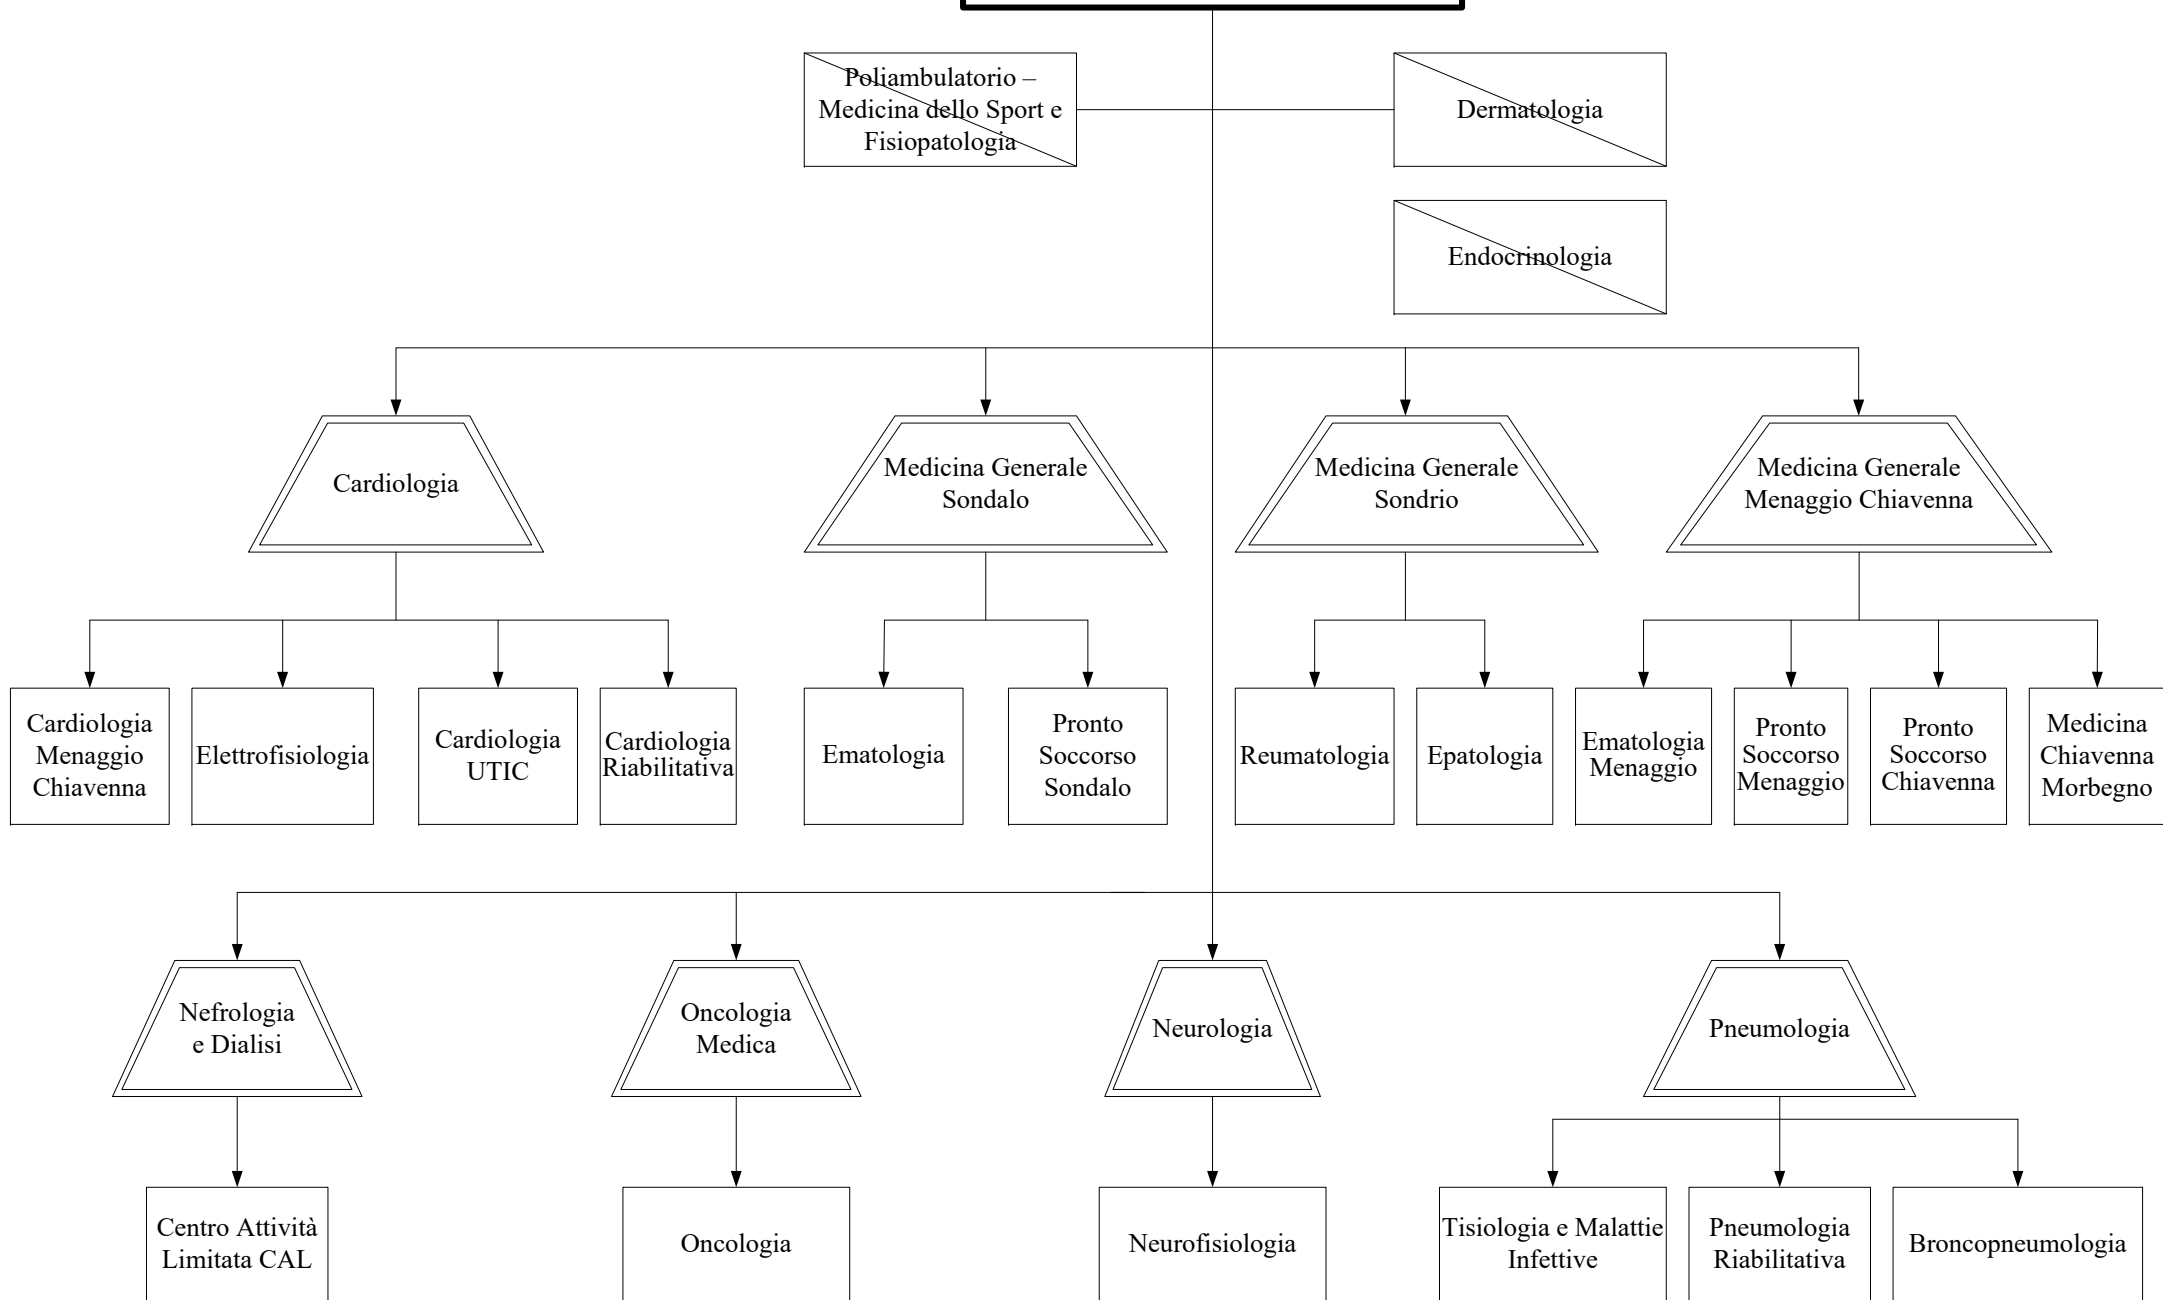 Poliambulatorio –
Medicina dello Sport e
Fisiopatologia
Dermatologia
Endocrinologia
Cardiologia
Medicina Generale
Sondalo
Medicina Generale
Sondrio
Medicina Generale
Menaggio Chiavenna
Cardiologia
Menaggio
Chiavenna
Elettrofisiologia
Cardiologia
UTIC
Cardiologia
Riabilitativa
Ematologia
Pronto
Soccorso
Sondalo
Reumatologia
Epatologia
Ematologia
Menaggio
Pronto
Soccorso
Menaggio
Pronto
Soccorso
Chiavenna
Medicina
Chiavenna
Morbegno
Nefrologia
e Dialisi
Oncologia
Medica
Neurologia
Pneumologia
Centro Attività
Limitata CAL
Oncologia
Neurofisiologia
Tisiologia e Malattie
Infettive
Pneumologia
Riabilitativa
Broncopneumologia